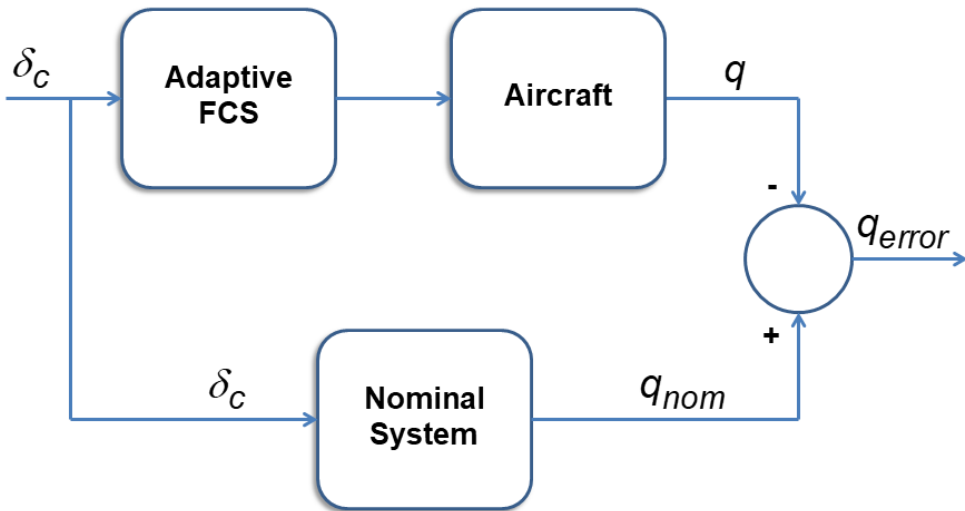 δc
Adaptive
FCS
Aircraft
q
-
qerror
+
δc
Nominal
System
qnom